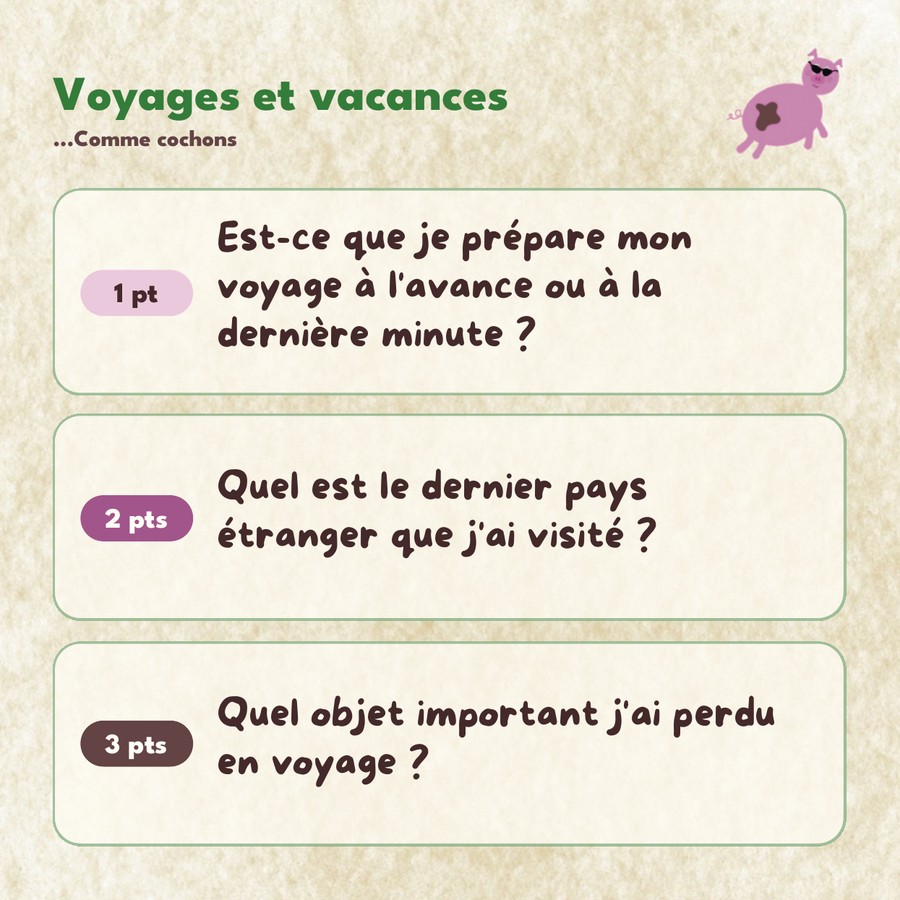 Voyages et vacances
...Comme cochons
Est-ce que je prépare mon
voyage à l'avance ou à la
dernière minute ?
1 pt
Quel est le dernier pays
étranger que j'ai visité ?
2 pts
Quel objet important j'ai perdu
en voyage ?
3 pts